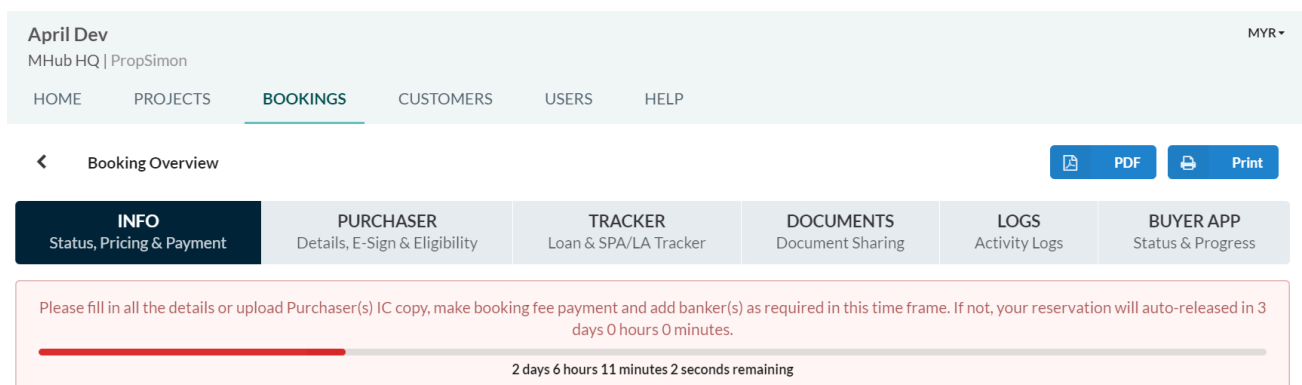 April Dev
MYR
MHub HQ | PropSimon
HOME PROJECTS BOOKINGS CUSTOMERS USERS HELP
Booking Overview
PDF Print
INFO PURCHASER TRACKER DOCUMENTS LOGS BUYER APP
Status, Pricing & Payment Details, E-Sign & Eligibility Loan & SPA/LA Tracker Document Sharing Activity Logs Status & Progress
Please fill in all the details or upload Purchaser(s) IC copy, make booking fee payment and add banker(s) as required in this time frame. If not, your reservation will auto-released in 3
days 0 hours 0 minutes.
2 days 6 hours 11 minutes 2 seconds remaining